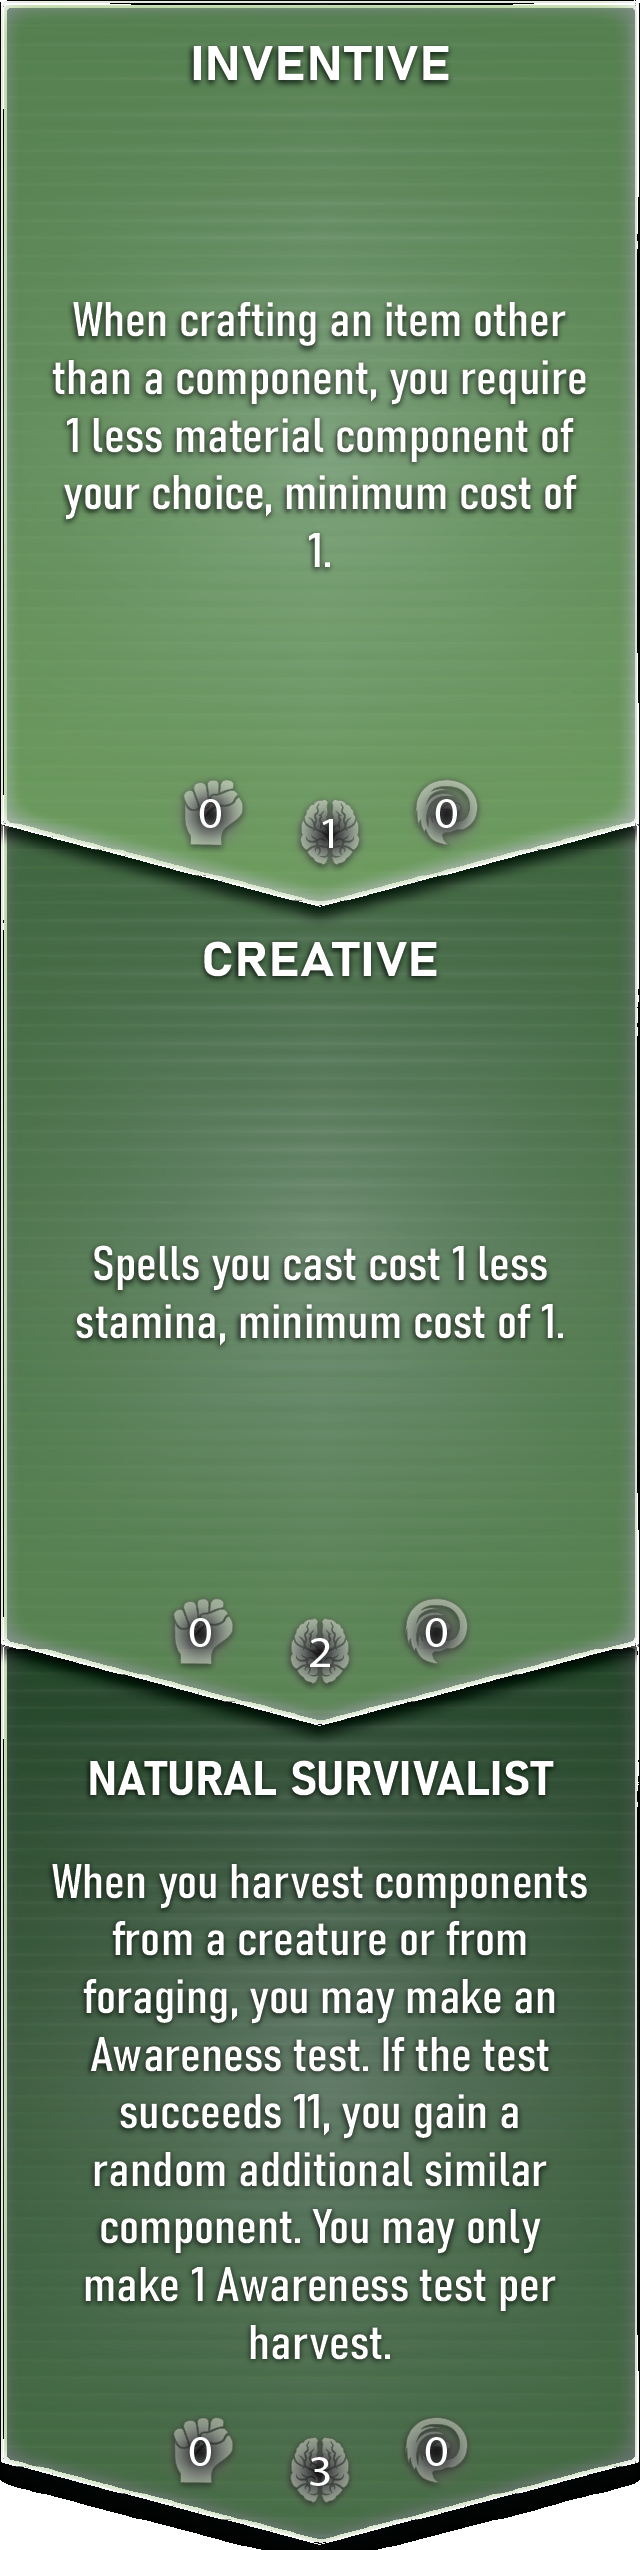 INVENTIVE
When crafting an item other
than a component, you require
1 less material component of
your choice, minimum cost of
1.
0 1 0
CREATIVE
Spells you cast cost 1 less
stamina, minimum cost of 1.
0 2 0
NATURAL SURVIVALIST
When you harvest components
from a creature or from
foraging, you may make an
Awareness test. If the test
succeeds 11, you gain a
random additional similar
component. You may only
make 1 Awareness test per
harvest.
0 3 0